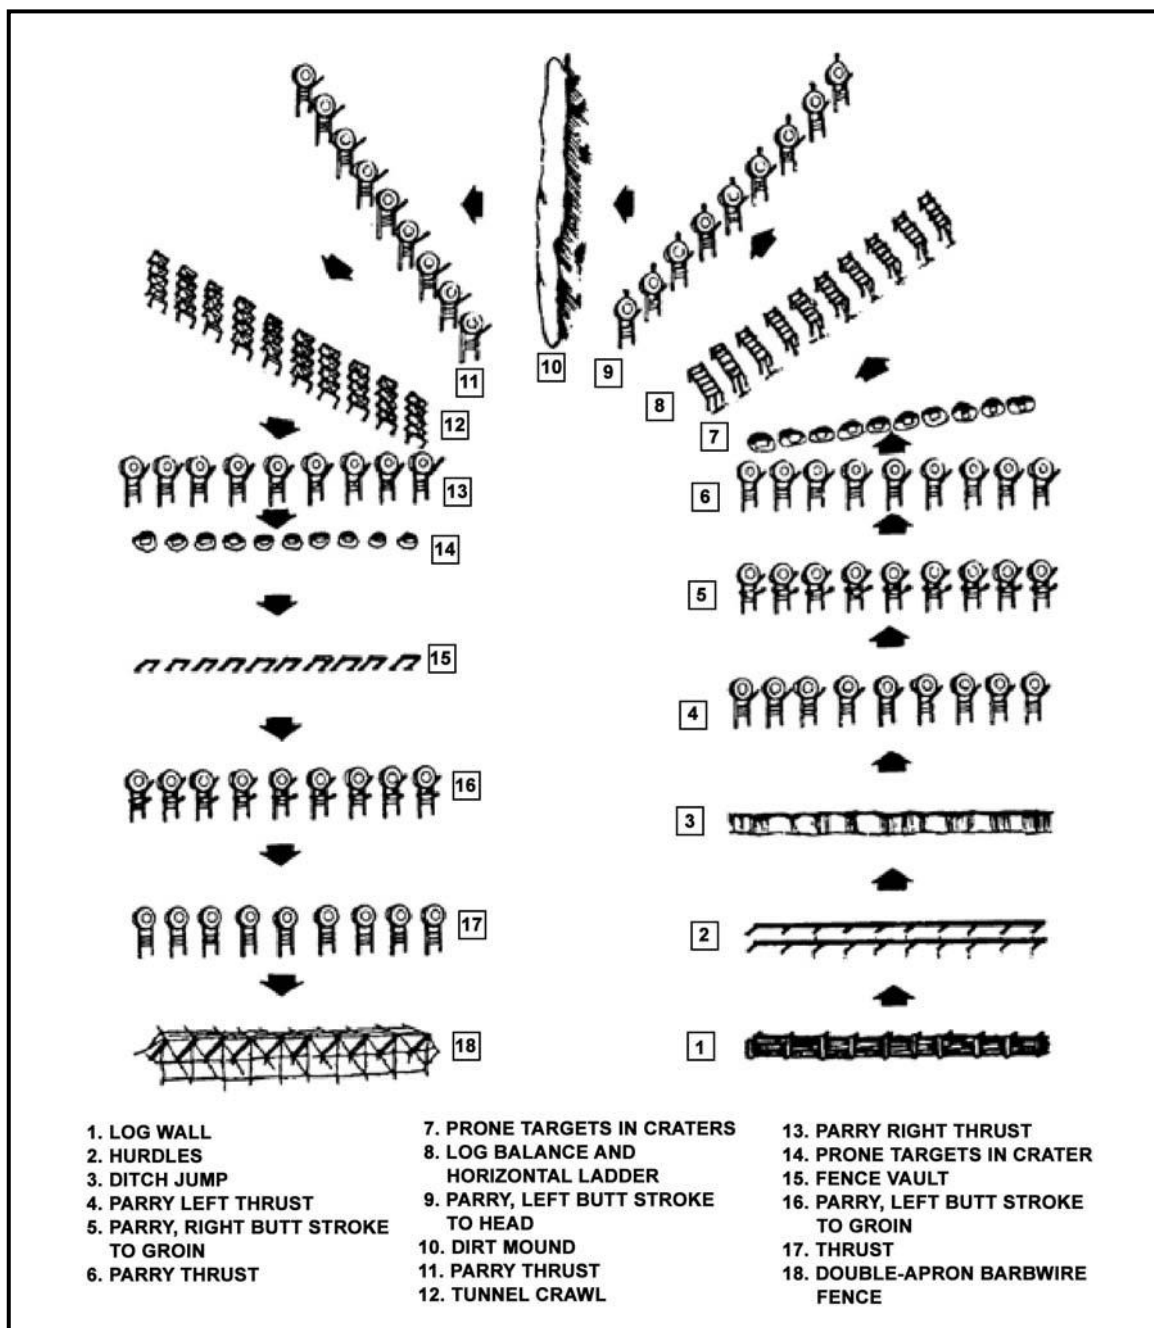 10
9
11
8
12
7
13
6
14
5
15
4
16
3
17
2
18
1
1. LOG WALL
2. HURDLES
3. DITCH JUMP
4. PARRY LEFT THRUST
5. PARRY, RIGHT BUTT STROKE
TO GROIN
6. PARRY THRUST
7. PRONE TARGETS IN CRATERS
8. LOG BALANCE AND
HORIZONTAL LADDER
9. PARRY, LEFT BUTT STROKE
TO HEAD
10. DIRT MOUND
11. PARRY THRUST
12. TUNNEL CRAWL
13. PARRY RIGHT THRUST
14. PRONE TARGETS IN CRATER
15. FENCE VAULT
16. PARRY, LEFT BUTT STROKE
TO GROIN
17. THRUST
18. DOUBLE-APRON BARBWIRE
FENCE